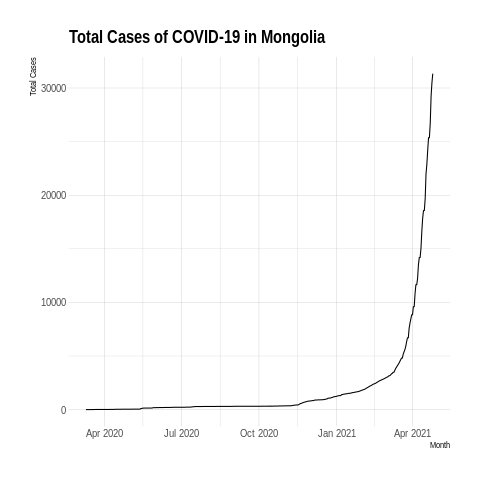 Total Cases of COVID-19 in Mongolia
Total Cases
30000
20000
10000
0
Apr 2020 Jul 2020 Oct 2020 Jan 2021 Apr 2021
Month